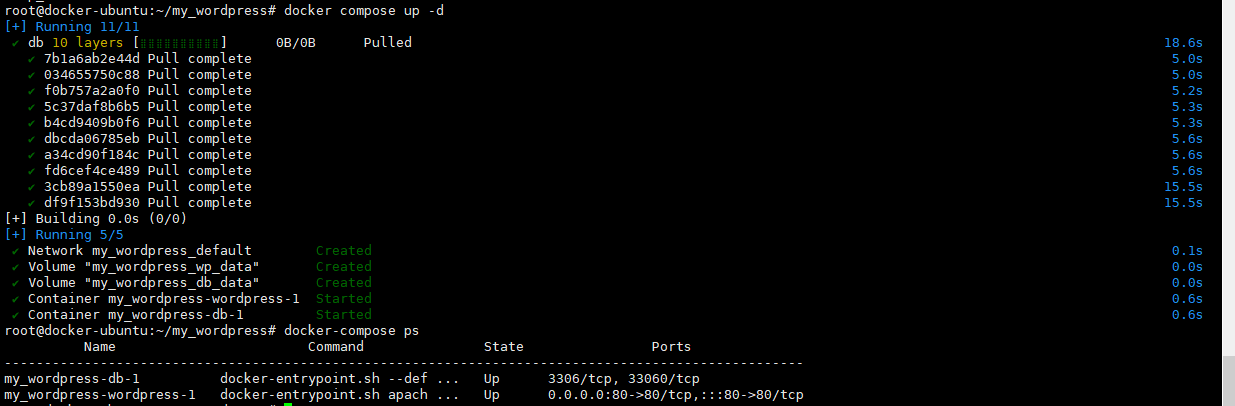 root@docker-ubuntu:~/my_wordpress# docker compose up -d
[+] Running 11/11
✔ db 10 layers [⣿⣿⣿⣿⣿⣿⣿⣿⣿⣿] 0B/0B Pulled 18.6s
✔ 7b1a6ab2e44d Pull complete 5.0s
✔ 034655750c88 Pull complete 5.0s
✔ f0b757a2a0f0 Pull complete 5.2s
✔ 5c37daf8b6b5 Pull complete 5.3s
✔ b4cd9409b0f6 Pull complete 5.3s
✔ dbcda06785eb Pull complete 5.6s
✔ a34cd90f184c Pull complete 5.6s
✔ fd6cef4ce489 Pull complete 5.6s
✔ 3cb89a1550ea Pull complete 15.5s
✔ df9f153bd930 Pull complete 15.5s
[+] Building 0.0s (0/0)
[+] Running 5/5
✔ Network my_wordpress_default Created 0.1s
✔ Volume "my_wordpress_wp_data" Created 0.0s
✔ Volume "my_wordpress_db_data" Created 0.0s
✔ Container my_wordpress-wordpress-1 Started 0.6s
✔ Container my_wordpress-db-1 Started 0.6s
root@docker-ubuntu:~/my_wordpress# docker-compose ps
Name Command State Ports
----------------------------------------------------------------------------------------------------
my_wordpress-db-1 docker-entrypoint.sh --def ... Up 3306/tcp, 33060/tcp
my_wordpress-wordpress-1 docker-entrypoint.sh apach ... Up 0.0.0.0:80->80/tcp,:::80->80/tcp